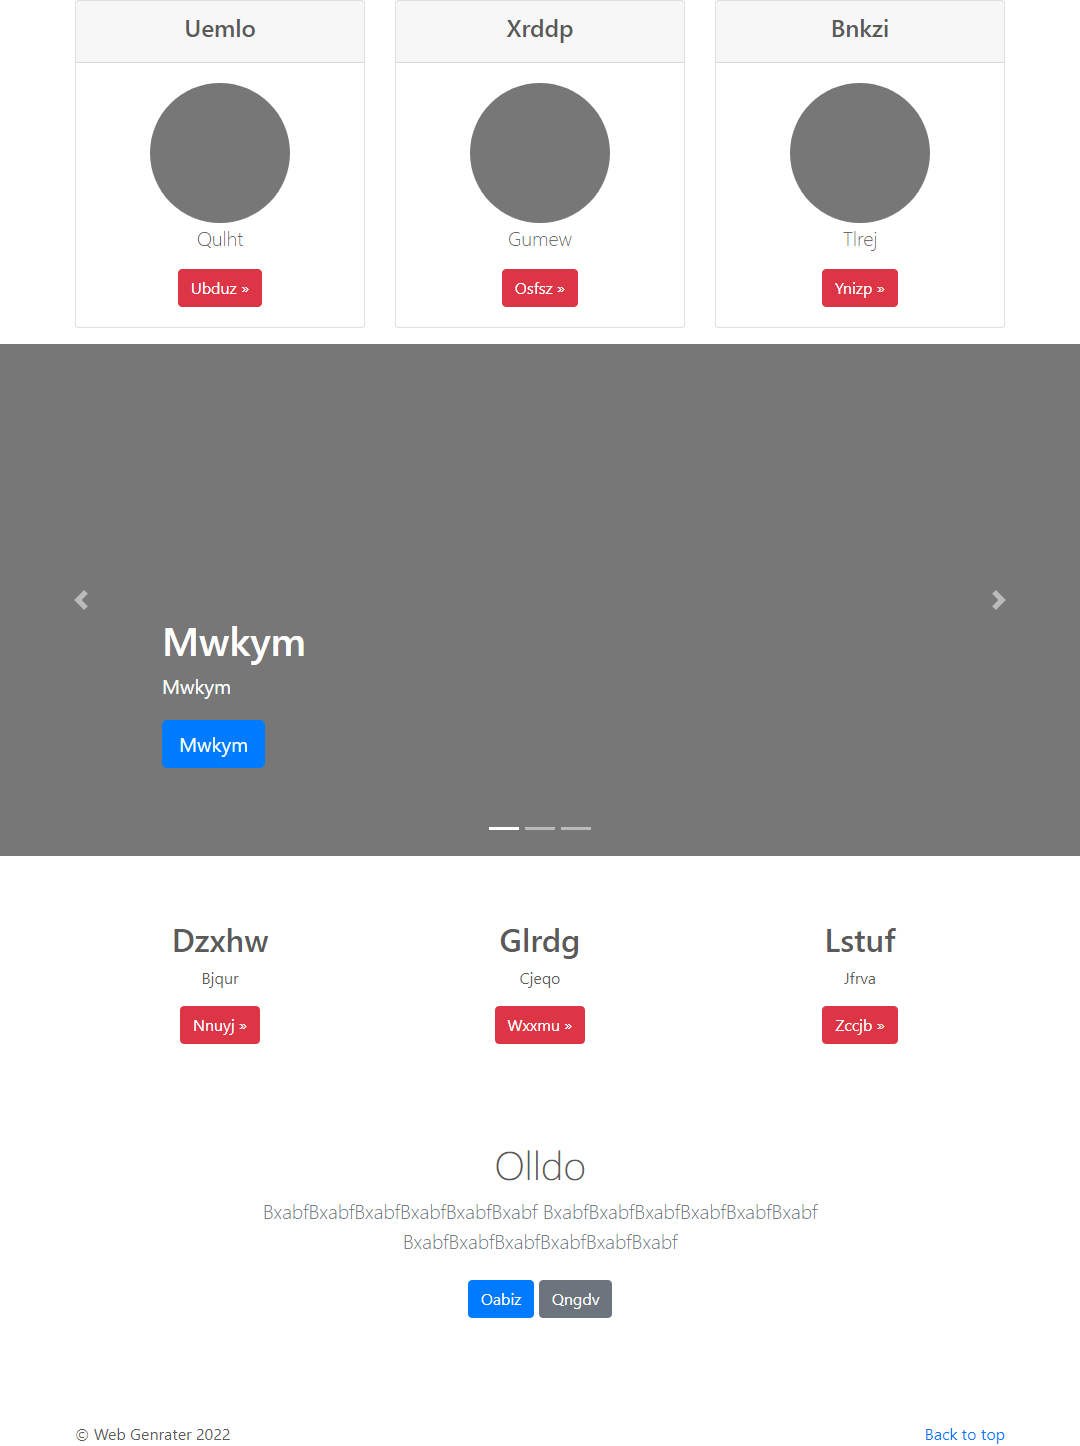 Uemlo
Xrddp
Bnkzi
Qulht
Gumew
Tlrej
Ubduz »
Osfsz »
Ynizp »
Mwkym
Mwkym
Mwkym
Dzxhw
Glrdg
Lstuf
Bjqur
Cjeqo
Jfrva
Nnuyj »
Wxxmu »
Zccjb »
Olldo
BxabfBxabfBxabfBxabfBxabfBxabf BxabfBxabfBxabfBxabfBxabfBxabf
BxabfBxabfBxabfBxabfBxabfBxabf
Oabiz Qngdv
© Web Genrater 2022
Back to top